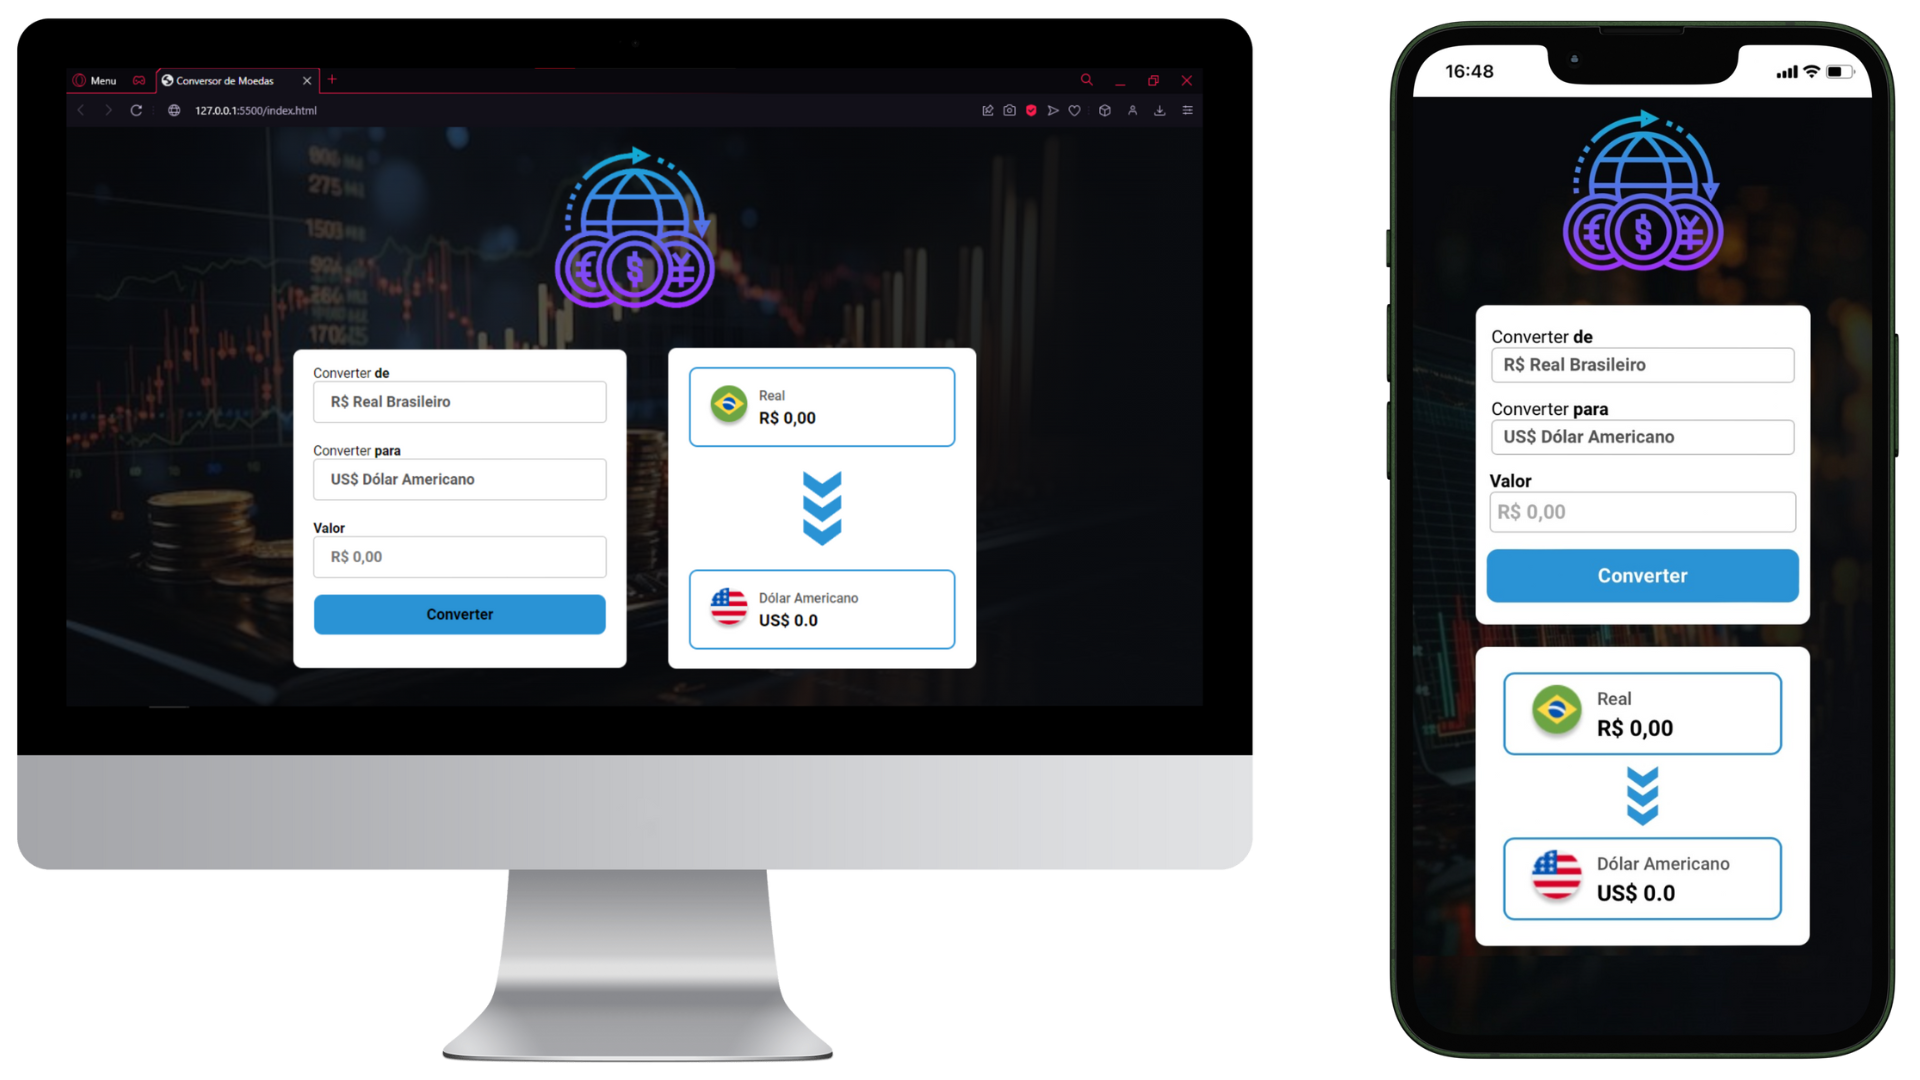 Menu
Conversor de Moedas
127.0.0.1:5500/index.html
275
1503
€ $ ¥
Converter de
R$ Real Brasileiro
Converter para
US$ Dólar Americano
Valor
R$ 0,00
Converter
Real
R$ 0,00
Dólar Americano
US$ 0.0
16:48
€ $ ¥
Converter de
R$ Real Brasileiro
Converter para
US$ Dólar Americano
Valor
R$ 0,00
Converter
Real
R$ 0,00
Dólar Americano
US$ 0.0